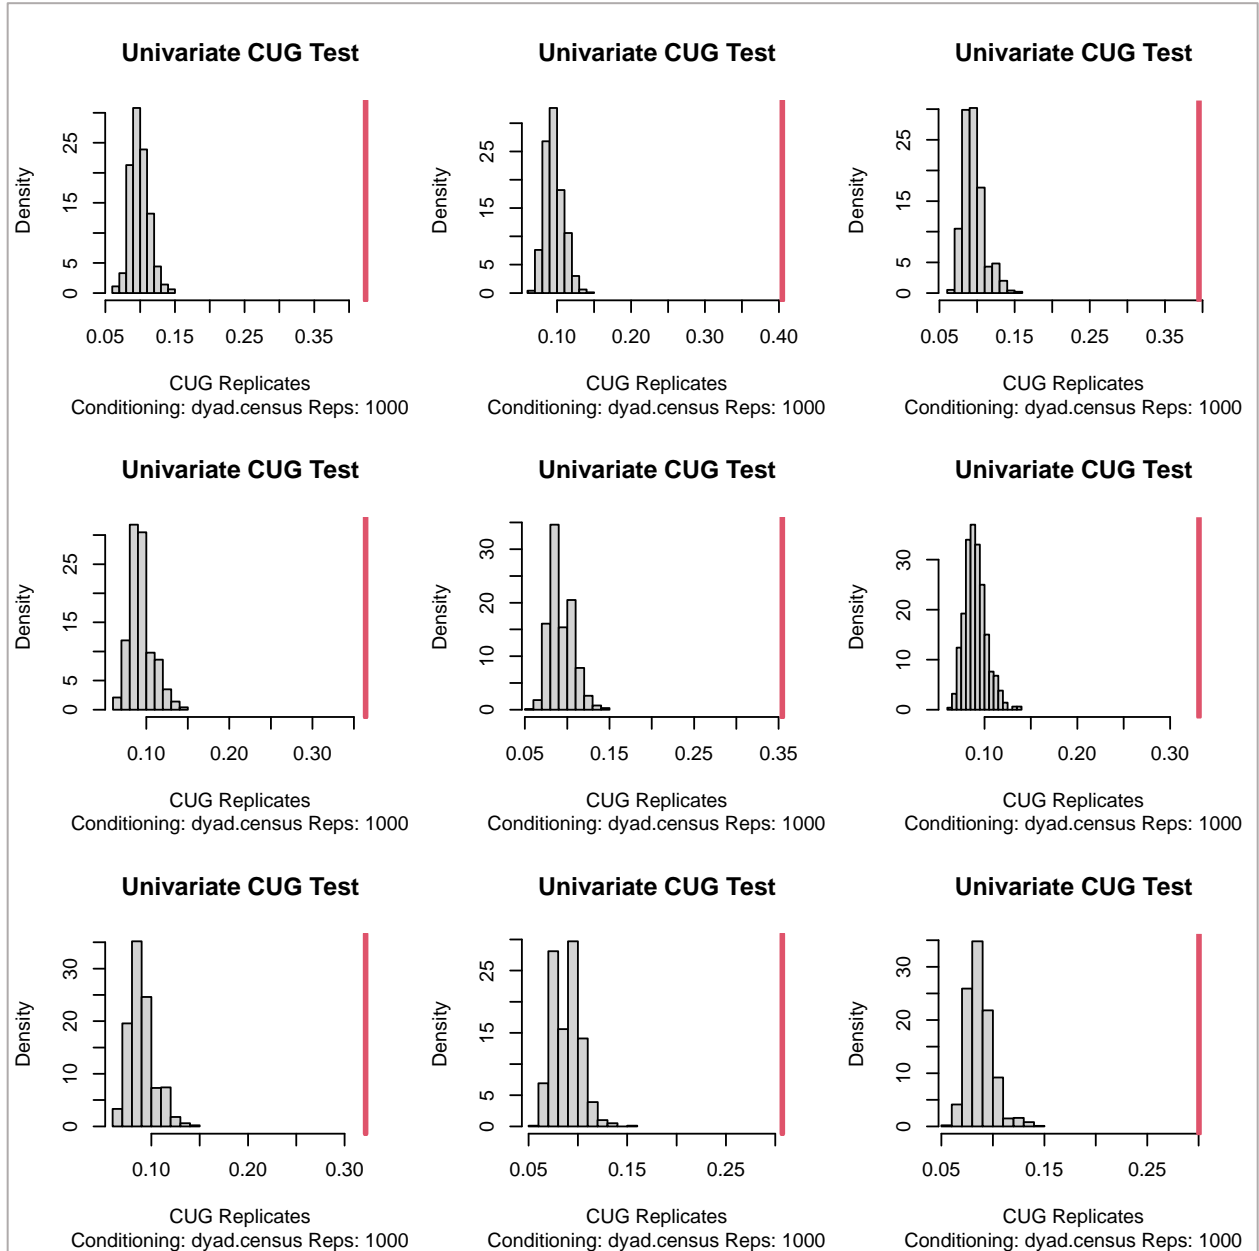 Univariate CUG Test
Density
0 5 15 25
0.05 0.15 0.25 0.35
CUG Replicates
Conditioning: dyad.census Reps: 1000
Univariate CUG Test
Density
0 5 15 25
0.10 0.20 0.30 0.40
CUG Replicates
Conditioning: dyad.census Reps: 1000
Univariate CUG Test
Density
0 5 15 25
0.05 0.15 0.25 0.35
CUG Replicates
Conditioning: dyad.census Reps: 1000
Univariate CUG Test
Density
0 5 15 25
0.10 0.20 0.30
CUG Replicates
Conditioning: dyad.census Reps: 1000
Univariate CUG Test
Density
0 10 20 30
0.05 0.15 0.25 0.35
CUG Replicates
Conditioning: dyad.census Reps: 1000
Univariate CUG Test
Density
0 10 20 30
0.10 0.20 0.30
CUG Replicates
Conditioning: dyad.census Reps: 1000
Univariate CUG Test
Density
0 10 20 30
0.10 0.20 0.30
CUG Replicates
Conditioning: dyad.census Reps: 1000
Univariate CUG Test
Density
0 5 15 25
0.05 0.15 0.25
CUG Replicates
Conditioning: dyad.census Reps: 1000
Univariate CUG Test
Density
0 10 20 30
0.05 0.15 0.25
CUG Replicates
Conditioning: dyad.census Reps: 1000